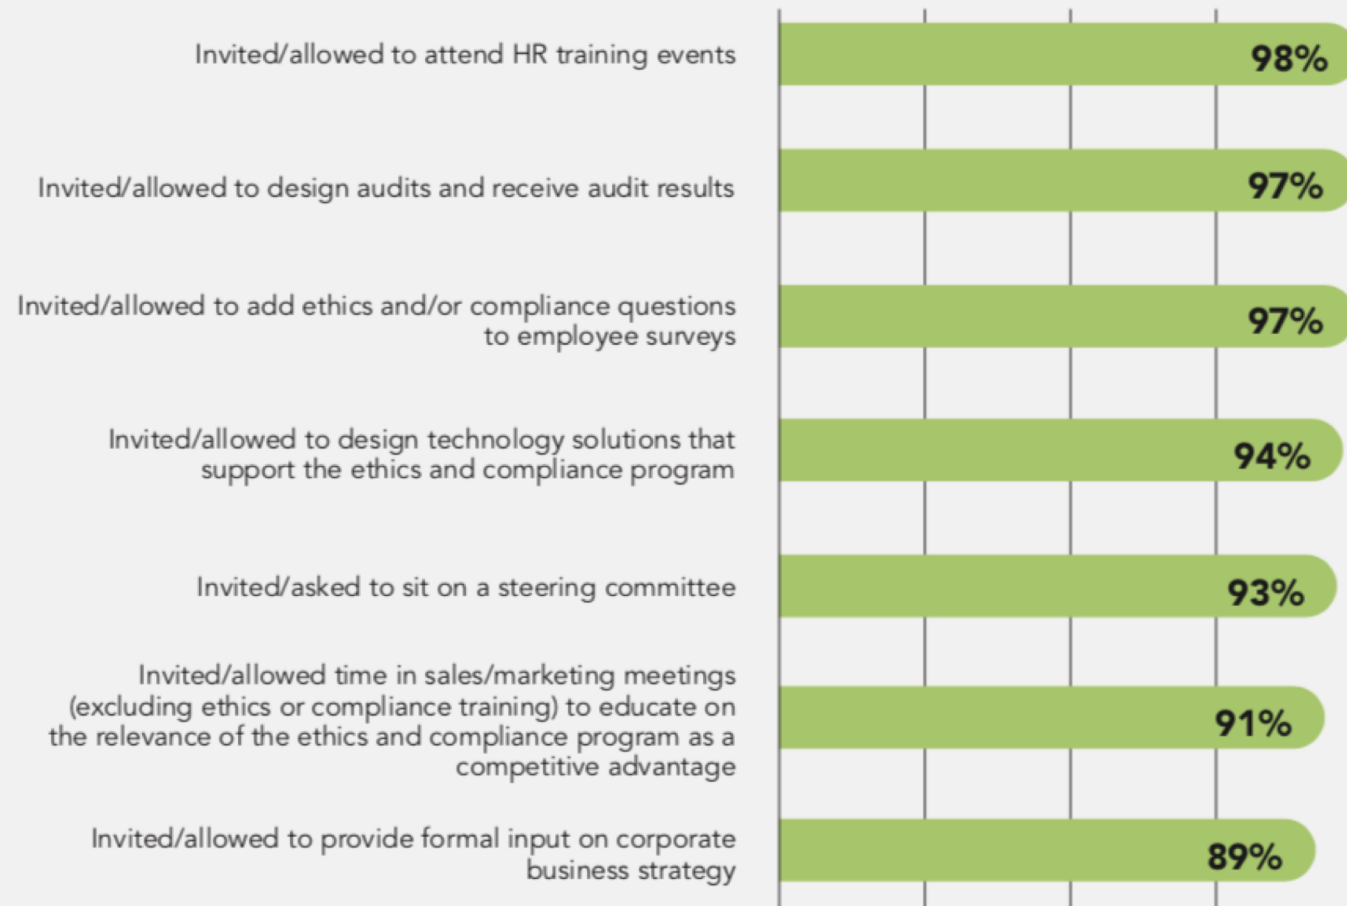 Invited/allowed to attend HR training events
98%
Invited/allowed to design audits and receive audit results
97%
Invited/allowed to add ethics and/or compliance questions
to employee surveys
97%
Invited/allowed to design technology solutions that
support the ethics and compliance program
94%
Invited/asked to sit on a steering committee
93%
Invited/allowed time in sales/marketing meetings
(excluding ethics or compliance training) to educate on
the relevance of the ethics and compliance program as a
competitive advantage
91%
Invited/allowed to provide formal input on corporate
business strategy
89%